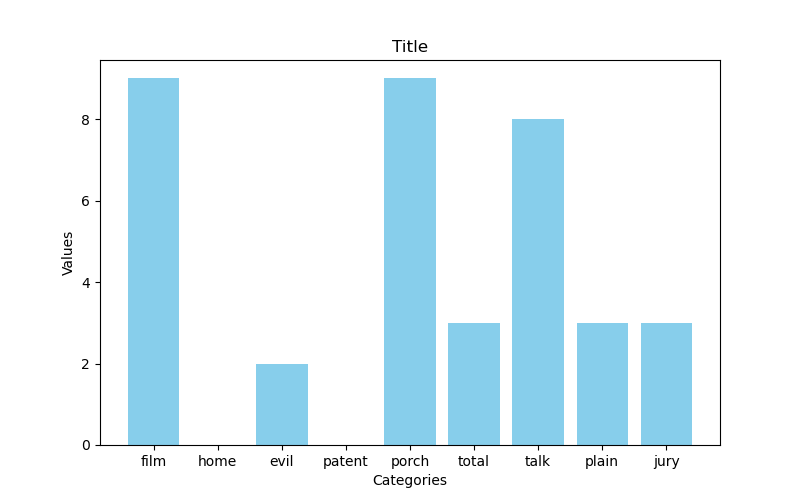 Title
Values
8
6
4
2
0
film home evil patent porch total talk plain jury
Categories